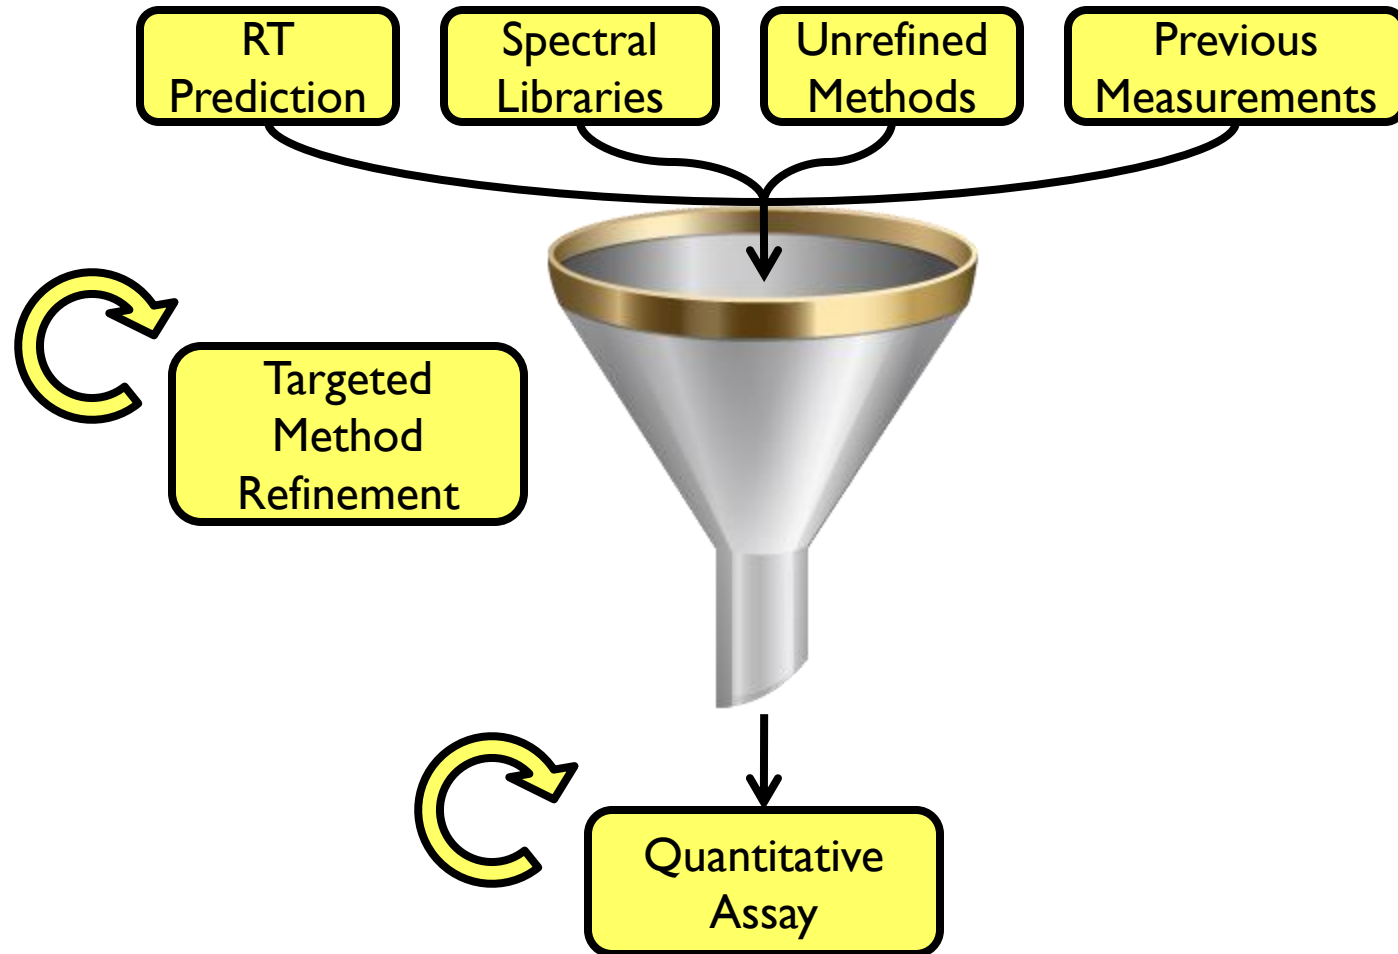 RT
Prediction
Spectral
Libraries
Unrefined
Methods
Previous
Measurements
Targeted
Method
Refinement
Quantitative
Assay